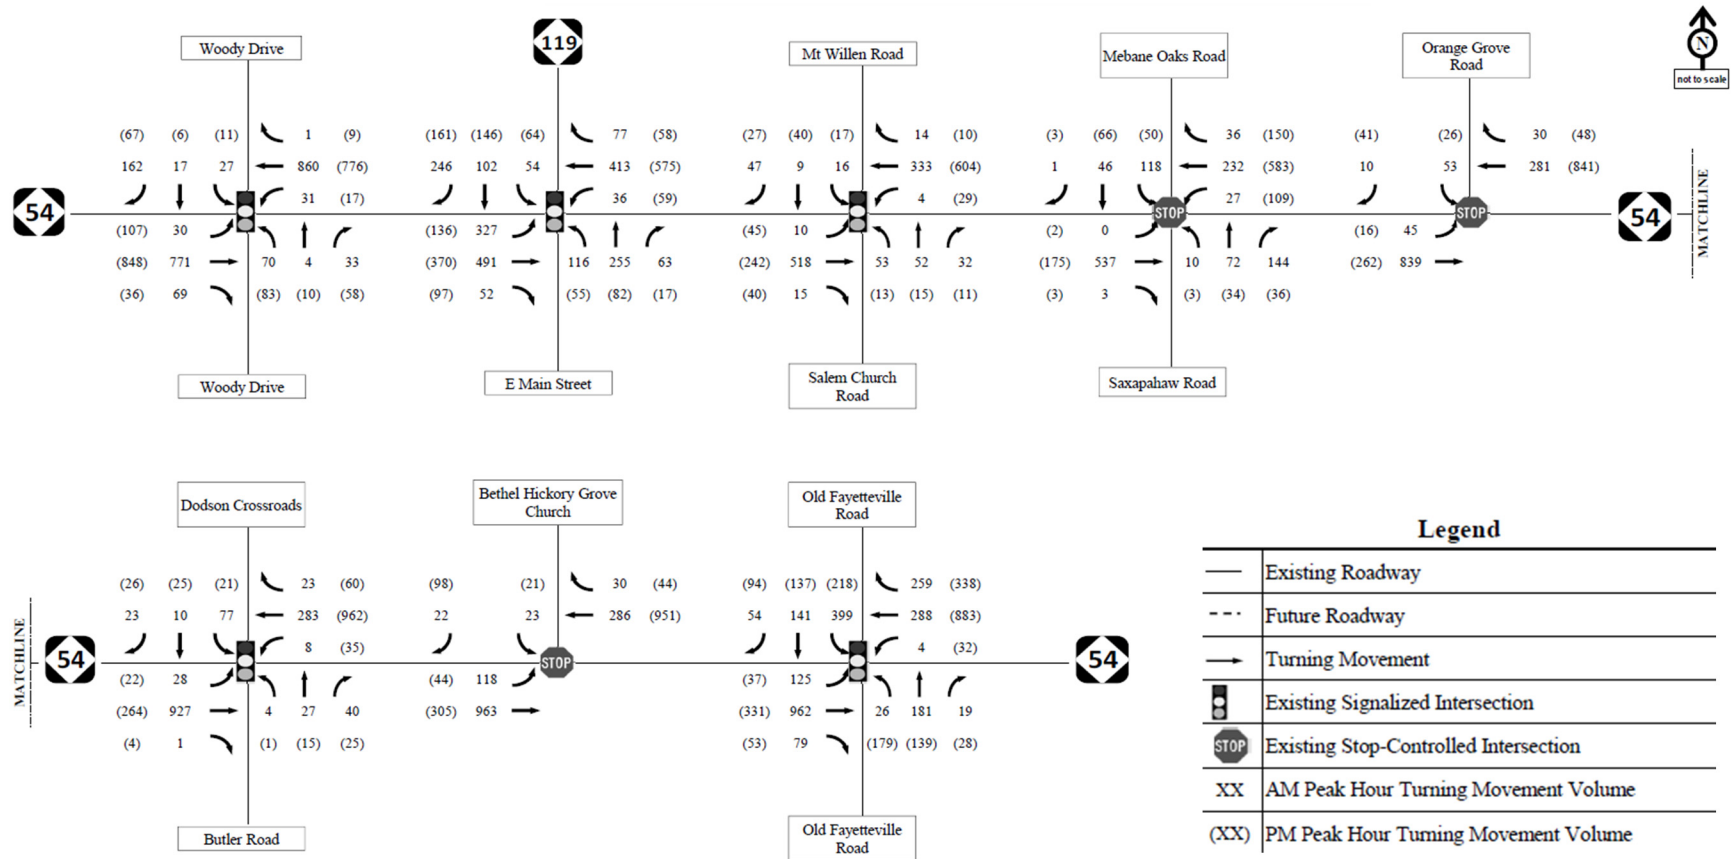 119
Woody Drive
Mt Willen Road
Mebane Oaks Road
Orange Grove
Road
N
not to scale
(67) (6) (11) 1 (9)
162 17 27 860 (776)
31 (17)
(107) 30
(848) 771 70 4 33
(36) 69 (83) (10) (58)
Woody Drive
(161) (146) (64) 77 (58)
246 102 54 413 (575)
36 (59)
(136) 327
(370) 491 116 255 63
(97) 52 (55) (82) (17)
E Main Street
(27) (40) (17) 14 (10)
47 9 16 333 (604)
4 (29)
(45) 10
(242) 518 53 52 32
(40) 15 (13) (15) (11)
Salem Church
Road
(3) (66) (50) 36 (150)
1 46 118 232 (583)
27 (109)
STOP
(2) 0
(175) 537 10 72 144
(3) 3 (3) (34) (36)
Saxapahaw Road
(41) (26) 30 (48)
10 53 281 (841)
STOP
(16) 45
(262) 839
54
54
MATCHLINE
Dodson Crossroads
Bethel Hickory Grove
Church
Old Fayetteville
Road
MATCHLINE
54
(26) (25) (21) 23 (60)
23 10 77 283 (962)
8 (35)
(22) 28
(264) 927 4 27 40
(4) 1 (1) (15) (25)
Butler Road
(98) (21) 30 (44)
22 23 286 (951)
STOP
(44) 118
(305) 963
(94) (137) (218) 259 (338)
54 141 399 288 (883)
4 (32)
(37) 125
(331) 962 26 181 19
(53) 79 (179) (139) (28)
Old Fayetteville
Road
54
Legend
Existing Roadway
Future Roadway
Turning Movement
Existing Signalized Intersection
STOP Existing Stop-Controlled Intersection
XX AM Peak Hour Turning Movement Volume
(XX) PM Peak Hour Turning Movement Volume